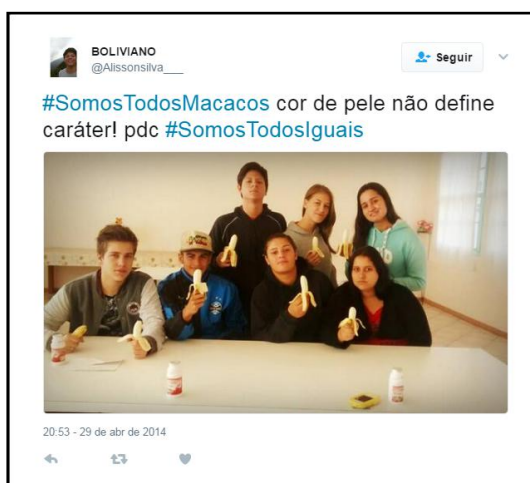 BOLIVIANO
@Alissonsilva___
Seguir
#SomosTodosMacacos cor de pele não define
caráter! pdc #SomosTodosIguais
20:53 - 29 de abr de 2014